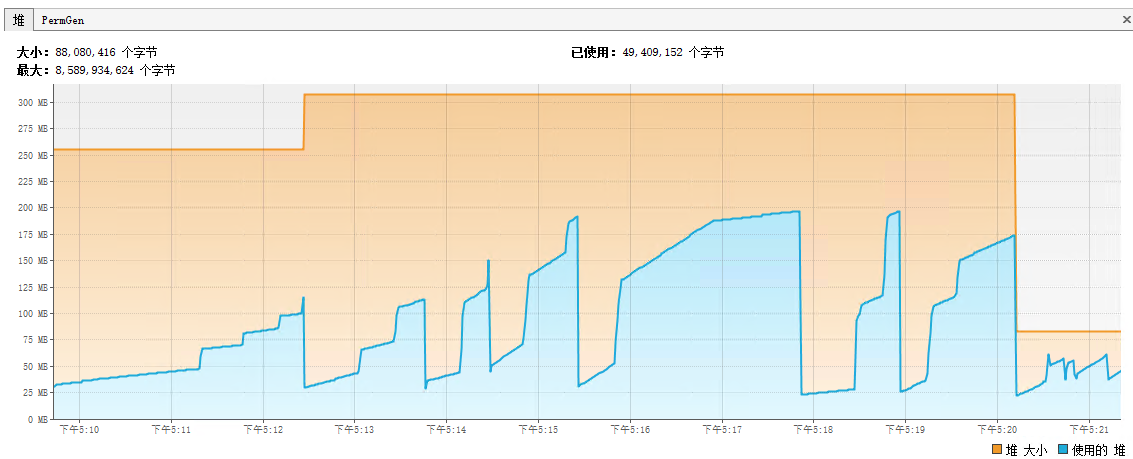 堆 PermGen ×
大小: 88,080,416 个字节 已使用: 49,409,152 个字节
最大: 8,589,934,624 个字节
300 MB
275 MB
250 MB
225 MB
200 MB
175 MB
150 MB
125 MB
100 MB
75 MB
50 MB
25 MB
0 MB
下午5:10 下午5:11 下午5:12 下午5:13 下午5:14 下午5:15 下午5:16 下午5:17 下午5:18 下午5:19 下午5:20 下午5:21
堆 大小 使用的 堆